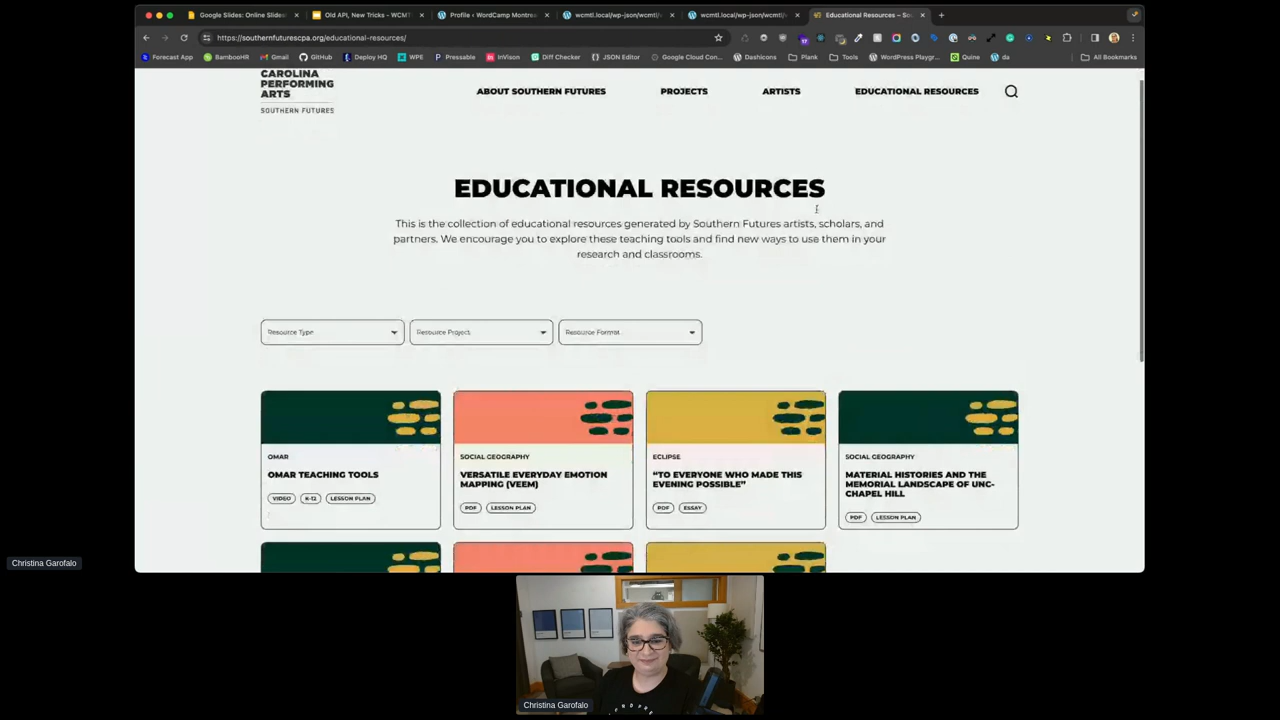 Google Slides: Online Slides
Old API, New Tricks - WCMT
Profile < WordCamp Montre
wcmtl.local/wp-json/wcmtl/
wcmtl.local/wp-json/wcmtl/
Educational Resources – So
https://southernfuturescpa.org/educational-resources/
Forecast App
BambooHR
Gmail
GitHub
Deploy HQ
WPE
Pressable
InVison
Diff Checker
JSON Editor
Google Cloud Con...
Dashicons
Plank
Tools
WordPress Playgr...
Quine
da
All Bookmarks
CAROLINA
PERFORMING
ARTS
SOUTHERN FUTURES
ABOUT SOUTHERN FUTURES
PROJECTS
ARTISTS
EDUCATIONAL RESOURCES
EDUCATIONAL RESOURCES
This is the collection of educational resources generated by Southern Futures artists, scholars, and
partners. We encourage you to explore these teaching tools and find new ways to use them in your
research and classrooms.
Resource Type
Resource Project
Resource Format
OMAR
OMAR TEACHING TOOLS
VIDEO
K-12
LESSON PLAN
SOCIAL GEOGRAPHY
VERSATILE EVERYDAY EMOTION
MAPPING (VEEM)
PDF
LESSON PLAN
ECLIPSE
“TO EVERYONE WHO MADE THIS
EVENING POSSIBLE”
PDF
ESSAY
SOCIAL GEOGRAPHY
MATERIAL HISTORIES AND THE
MEMORIAL LANDSCAPE OF UNC-
CHAPEL HILL
PDF
LESSON PLAN
Christina Garofalo
Christina Garofalo